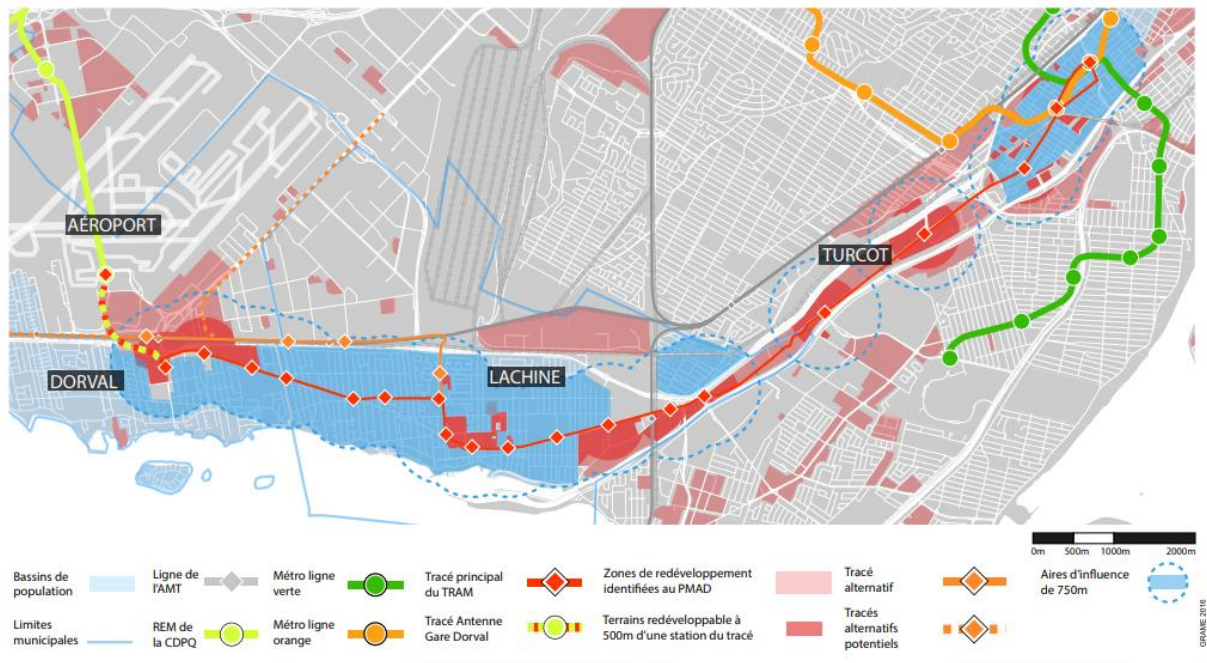 AÉROPORT
TURCOT
DORVAL
LACHINE
0m 500m 1000m 2000m
Bassins de
population
Ligne de
l'AMT
Métro ligne
verte
Tracé principal
du TRAM
Zones de redéveloppement
identifiées au PMAD
Tracé
alternatif
Aires d'influence
de 750m
Limites
municipales
REM de
la CDPQ
Métro ligne
orange
Tracé Antenne
Gare Dorval
Terrains redéveloppable à
500m d'une station du tracé
Tracés
alternatifs
potentiels
GRAME 2016